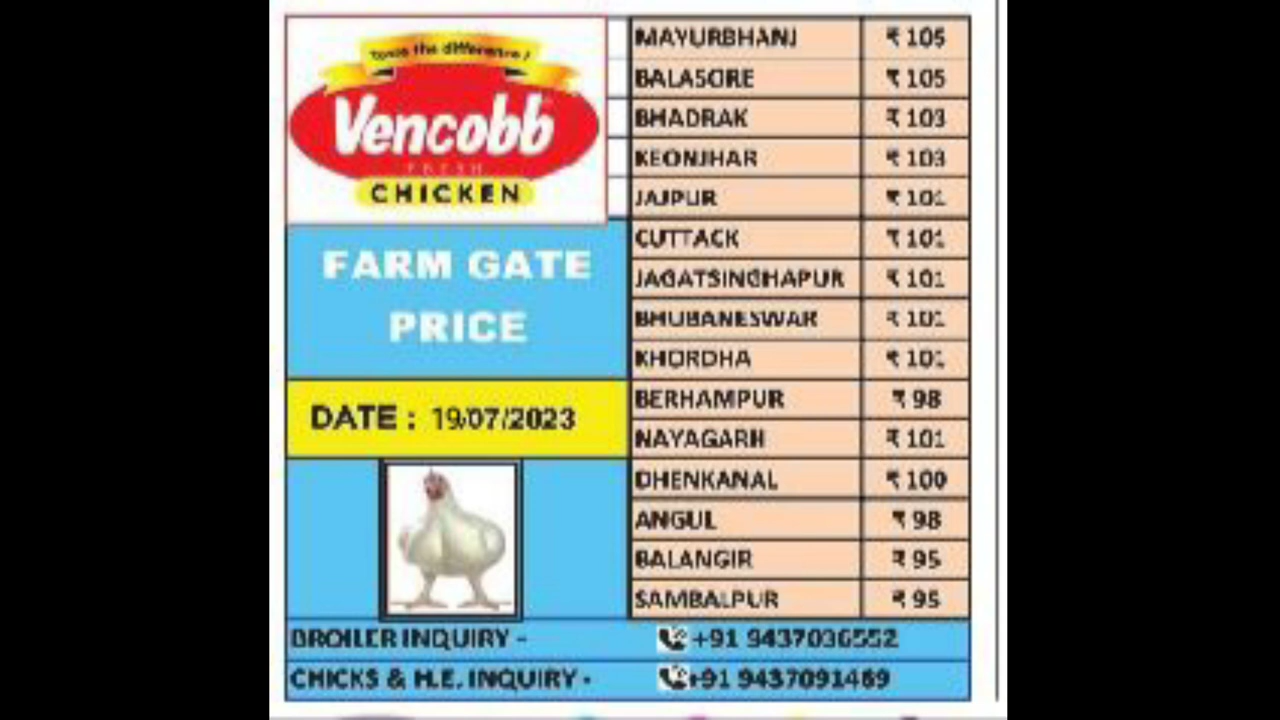 Taste the difference!
Vencobb
FRESH
CHICKEN
FARM GATE
PRICE
DATE : 19/07/2023
MAYURBHANJ ₹ 105
BALASORE ₹ 105
BHADRAK ₹ 103
KEONJHAR ₹ 103
JAJPUR ₹ 101
CUTTACK ₹ 101
JAGATSINGHAPUR ₹ 101
BHUBANESWAR ₹ 101
KHORDHA ₹ 101
BERHAMPUR ₹ 98
NAYAGARH ₹ 101
DHENKANAL ₹ 100
ANGUL ₹ 98
BALANGIR ₹ 95
SAMBALPUR ₹ 95
BROILER INQUIRY - +91 9437036552
CHICKS & H.E. INQUIRY - +91 9437091469